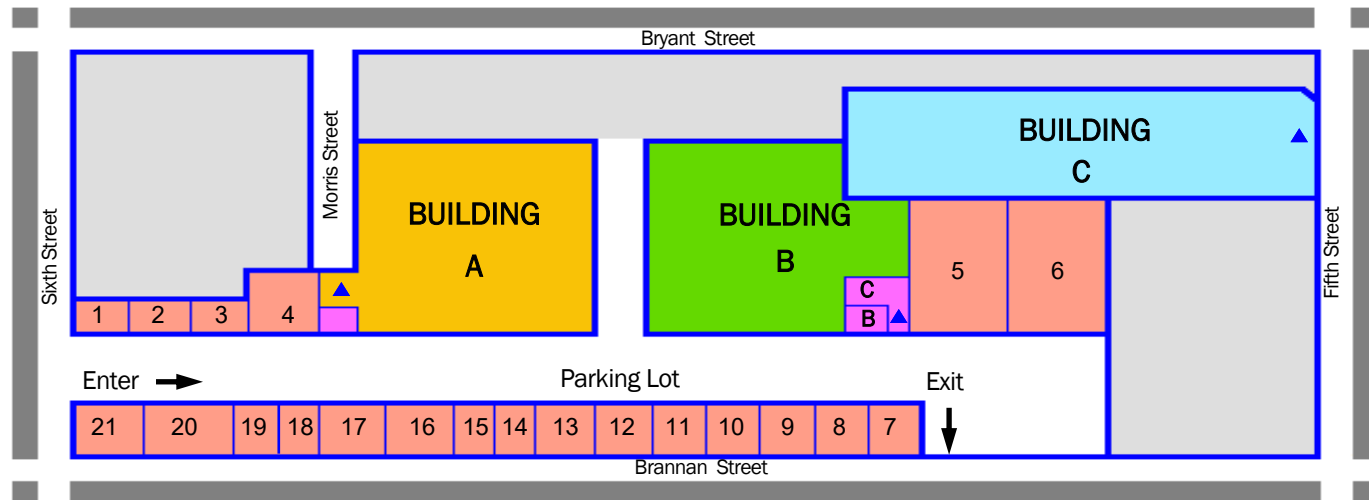 Bryant Street
Morris Street
Sixth Street
Fifth Street
BUILDING
C
BUILDING
A
BUILDING
B
C
B
1
2
3
4
5
6
Enter
Parking Lot
Exit
21
20
19
18
17
16
15
14
13
12
11
10
9
8
7
Brannan Street